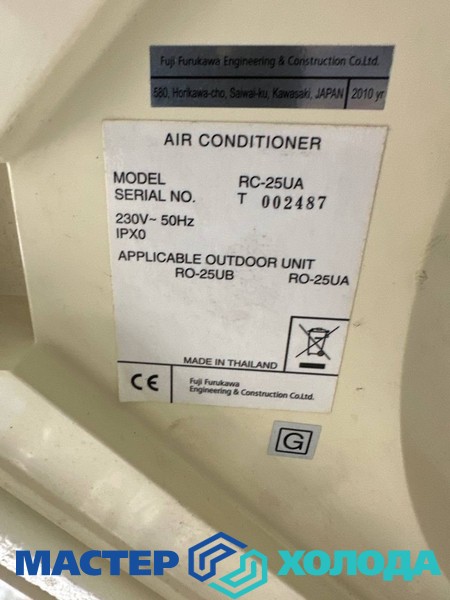 Fuji Furukawa Engineering & Construction Co.Ltd.
580, Horikawa-cho, Saiwai-ku, Kawasaki, JAPAN 2010 yr
AIR CONDITIONER
MODEL RC-25UA
SERIAL NO. T 002487
230V~ 50Hz
IPX0
APPLICABLE OUTDOOR UNIT
RO-25UB RO-25UA
MADE IN THAILAND
CE Fuji Furukawa
Engineering & Construction Co.Ltd.
G
МАСТЕР ХОЛОДА